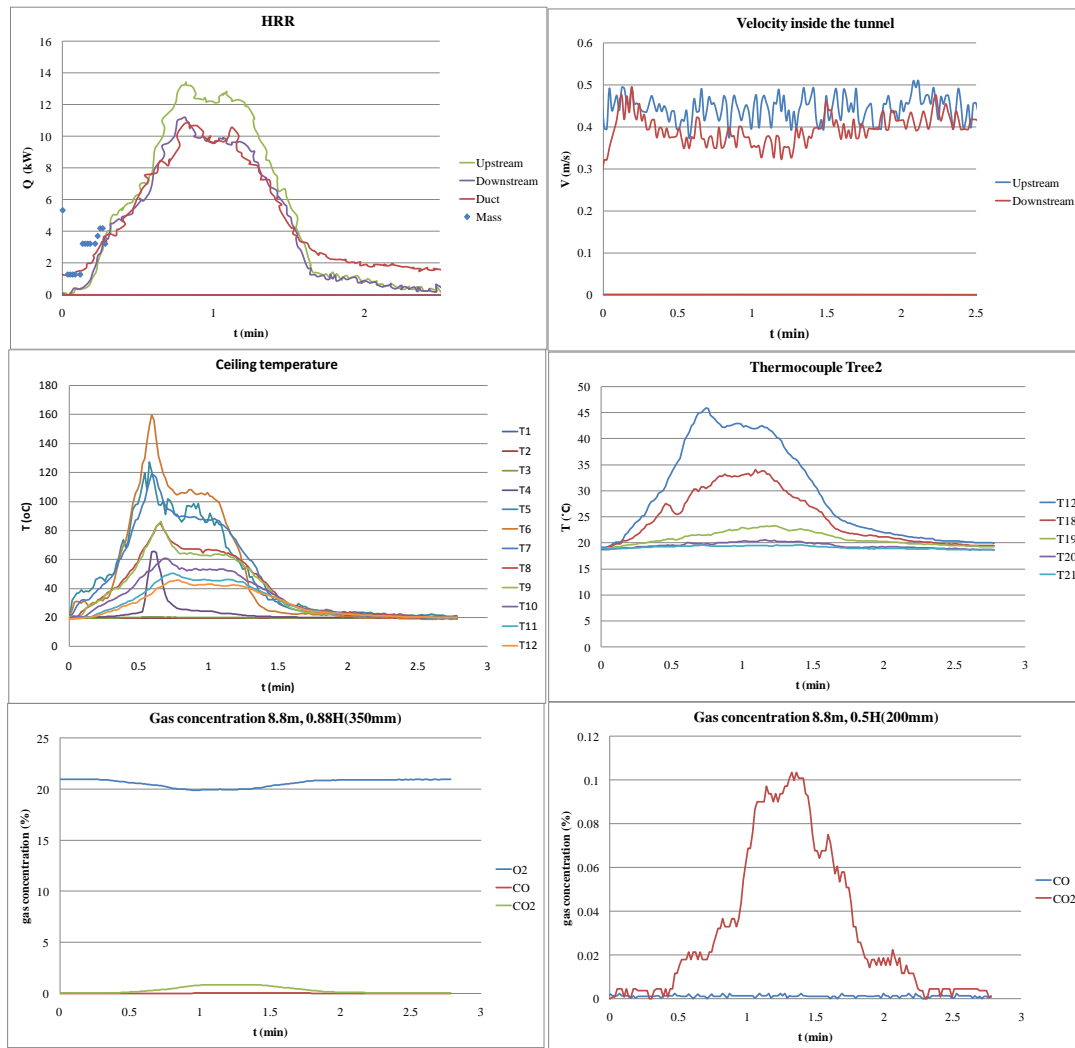 HRR
16
14
12
10
8
6
4
2
0
Q (kW)
0
1
2
t (min)
Upstream
Downstream
Duct
Mass
Velocity inside the tunnel
0.6
0.5
0.4
0.3
0.2
0.1
0
V (m/s)
0
0.5
1
1.5
2
2.5
t (min)
Upstream
Downstream
Ceiling temperature
180
160
140
120
100
80
60
40
20
0
T (oC)
0
0.5
1
1.5
2
2.5
3
t (min)
T1
T2
T3
T4
T5
T6
T7
T8
T9
T10
T11
T12
Thermocouple Tree2
50
45
40
35
30
25
20
15
10
5
0
T (℃)
0
0.5
1
1.5
2
2.5
3
t (min)
T12
T18
T19
T20
T21
Gas concentration 8.8m, 0.88H(350mm)
25
20
15
10
5
0
gas concentration (%)
0
0.5
1
1.5
2
2.5
3
t (min)
O2
CO
CO2
Gas concentration 8.8m, 0.5H(200mm)
0.12
0.1
0.08
0.06
0.04
0.02
0
gas concentration (%)
0
0.5
1
1.5
2
2.5
3
t (min)
CO
CO2